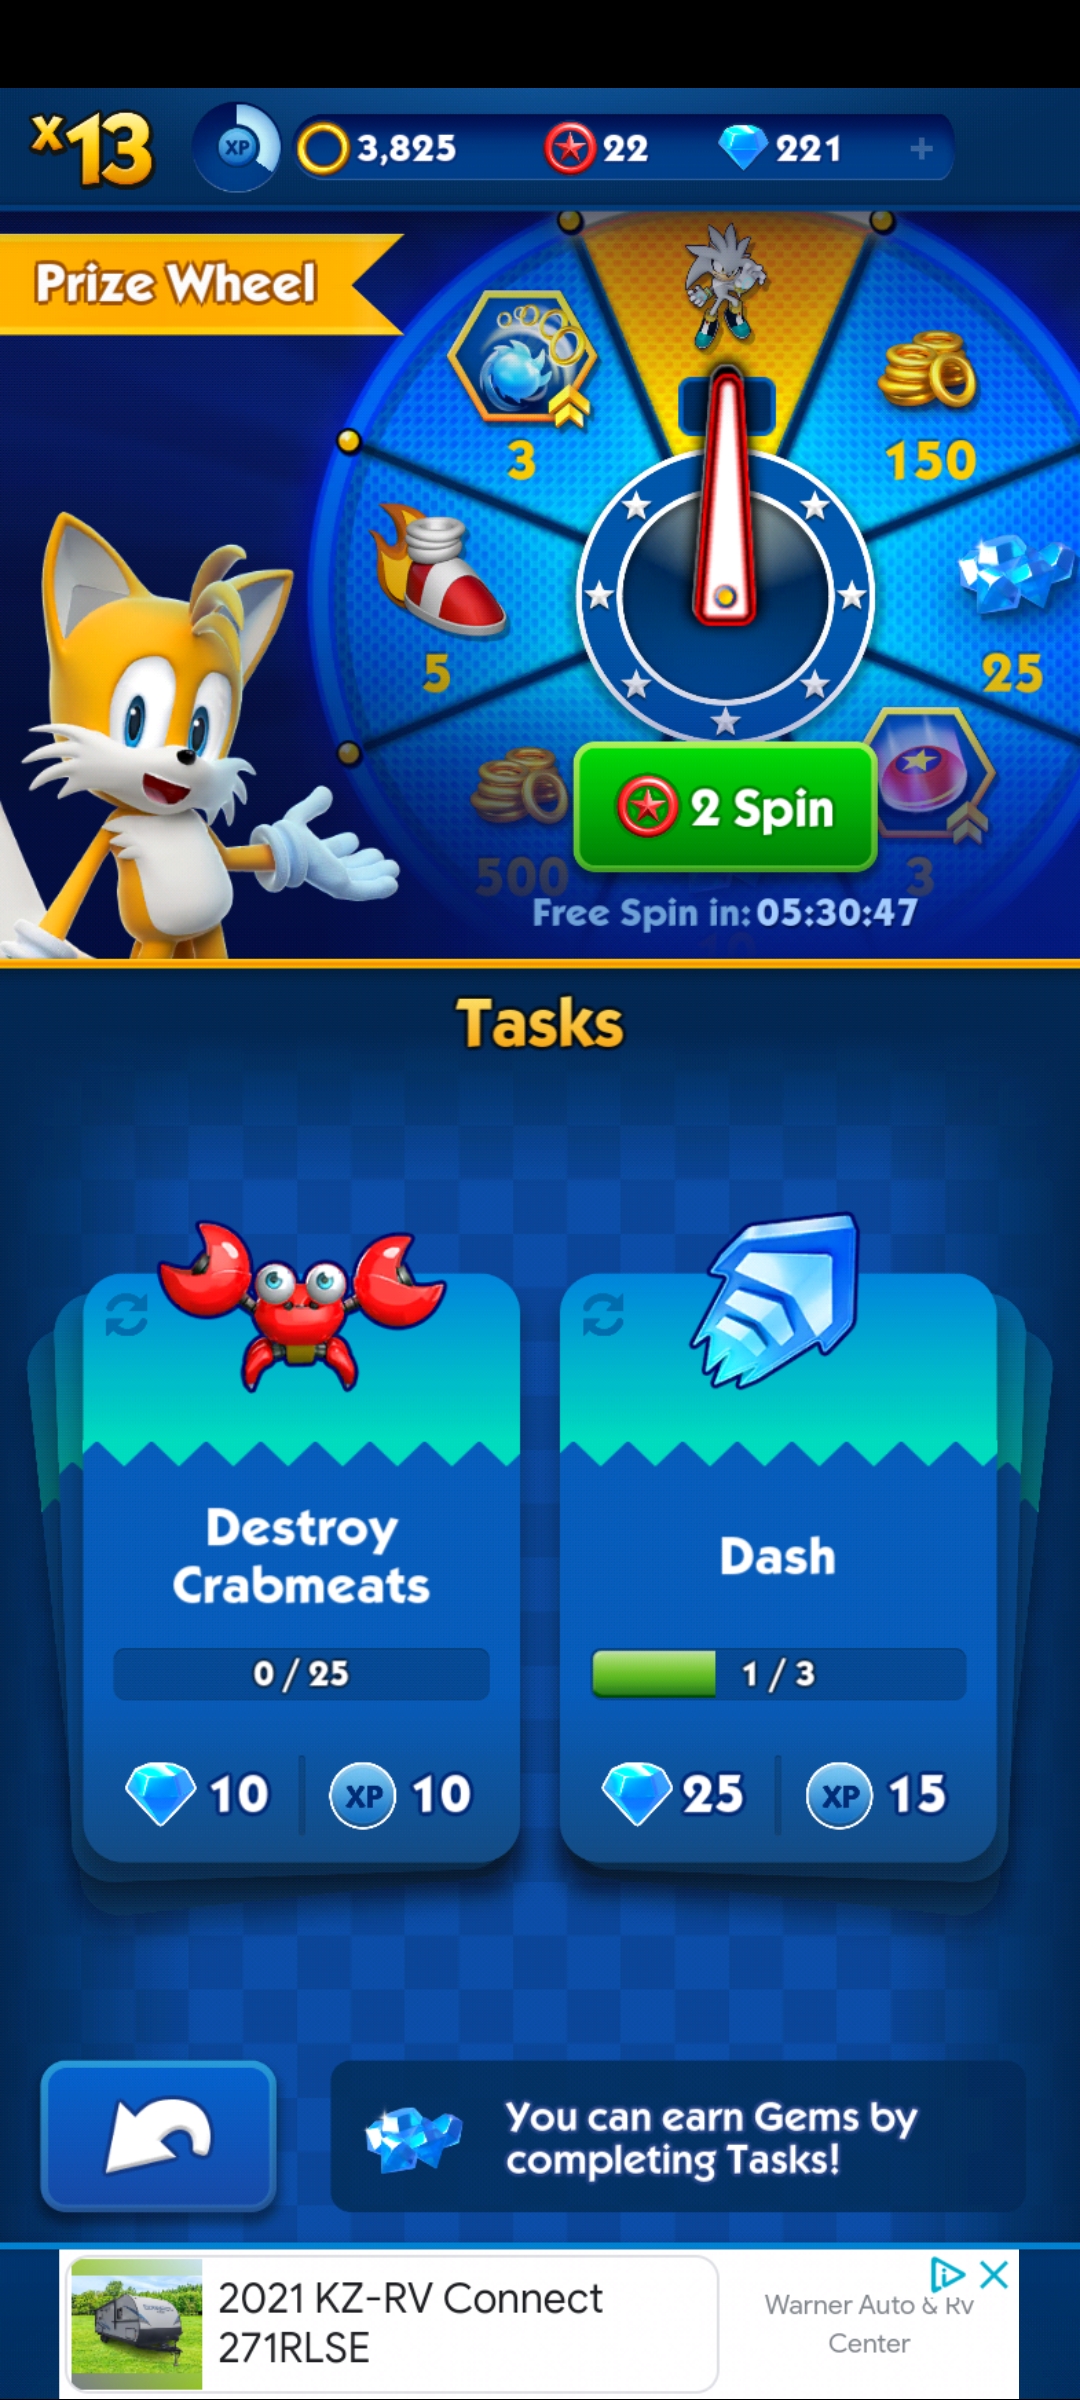 x13
XP
3,825
22
221
+
Prize Wheel
3
150
5
25
500
3
2 Spin
Free Spin in: 05:30:47
10
Tasks
Destroy
Crabmeats
0 / 25
10
XP
10
Dash
1 / 3
25
XP
15
You can earn Gems by
completing Tasks!
2021 KZ-RV Connect
271RLSE
Warner Auto & Rv
Center